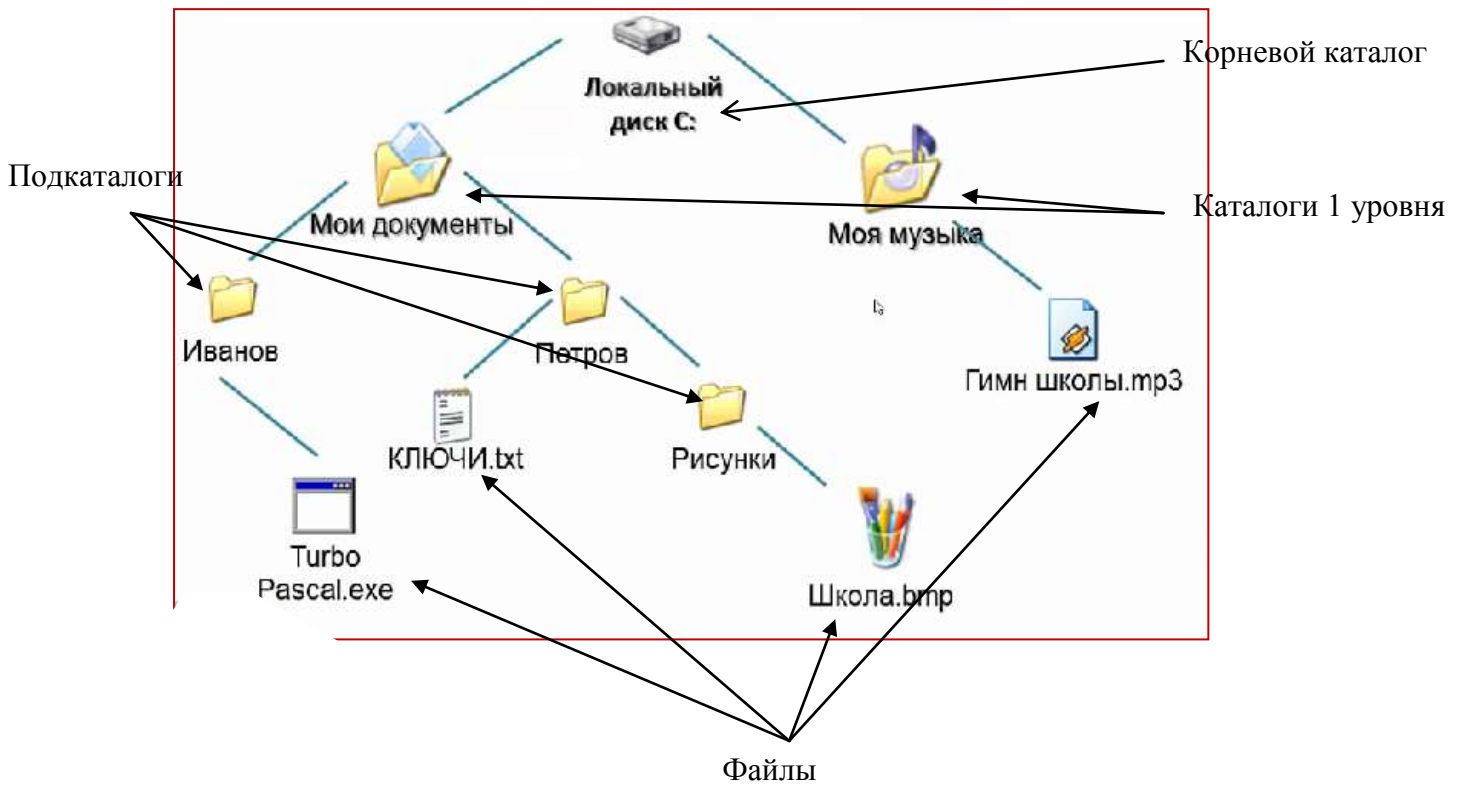 Корневой каталог
Локальный
диск С:
Подкаталоги
Каталоги 1 уровня
Мои документы
Моя музыка
Иванов
Петров
Гимн школы.mp3
КЛЮЧИ.txt
Рисунки
Turbo
Pascal.exe
Школа.bmp
Файлы